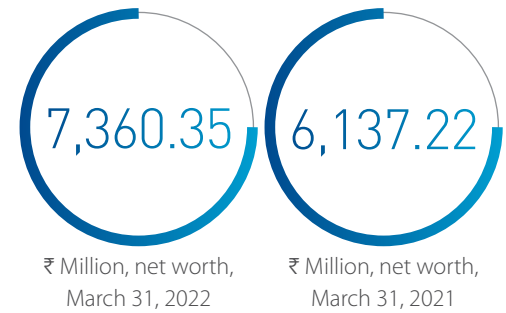 7,360.35
₹ Million, net worth,
March 31, 2022
6,137.22
₹ Million, net worth,
March 31, 2021